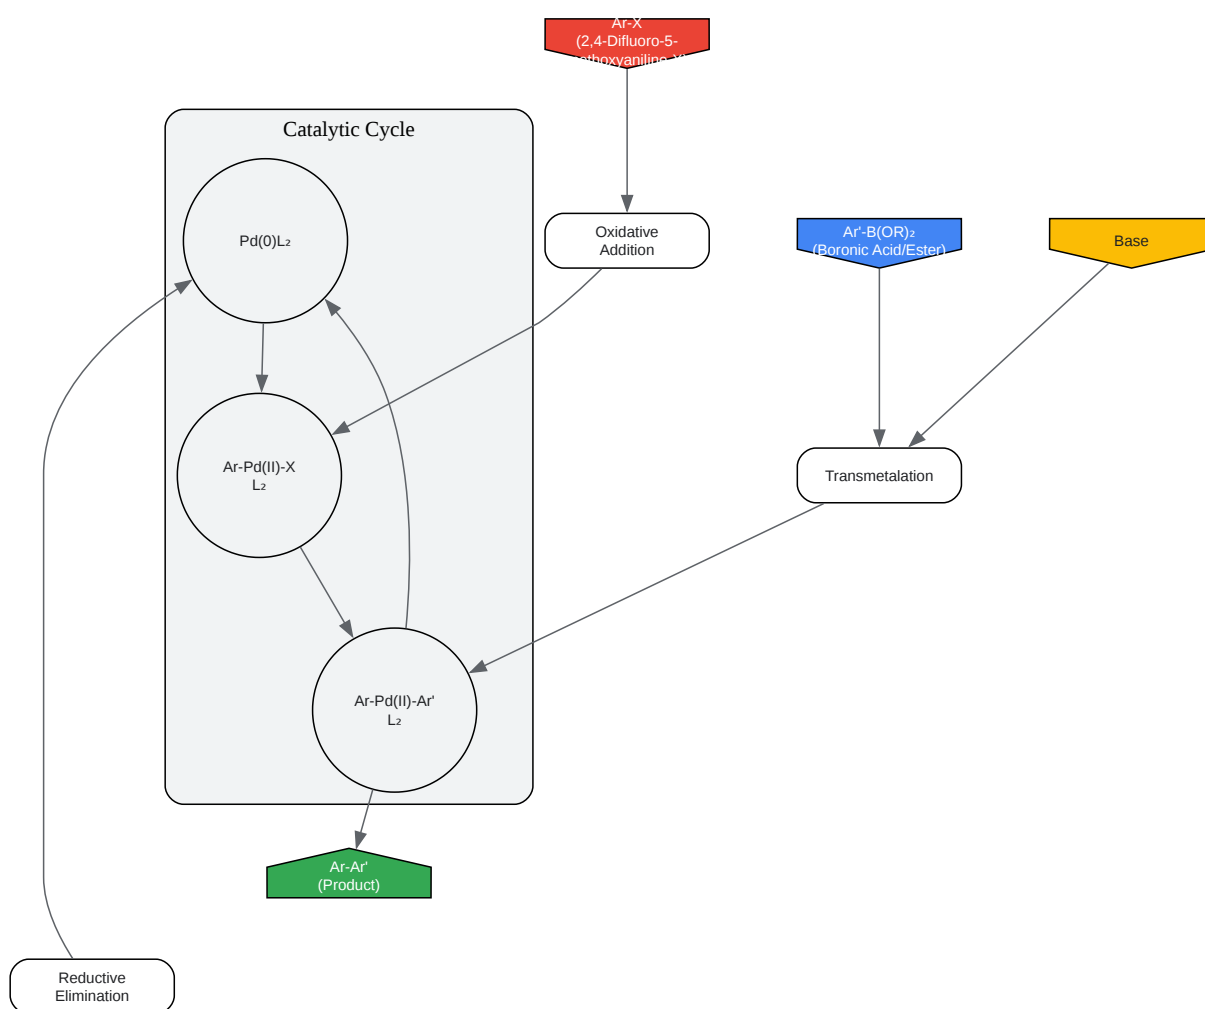 Ar-X
(2,4-Difluoro-5-
Catalytic Cycle
Pd(0)L₂
Oxidative
Addition
Ar'-B(OR)₂
(Boronic Acid/Ester)
Base
Ar-Pd(II)-X
L₂
Transmetalation
Ar-Pd(II)-Ar'
L₂
Ar-Ar'
(Product)
Reductive
Elimination